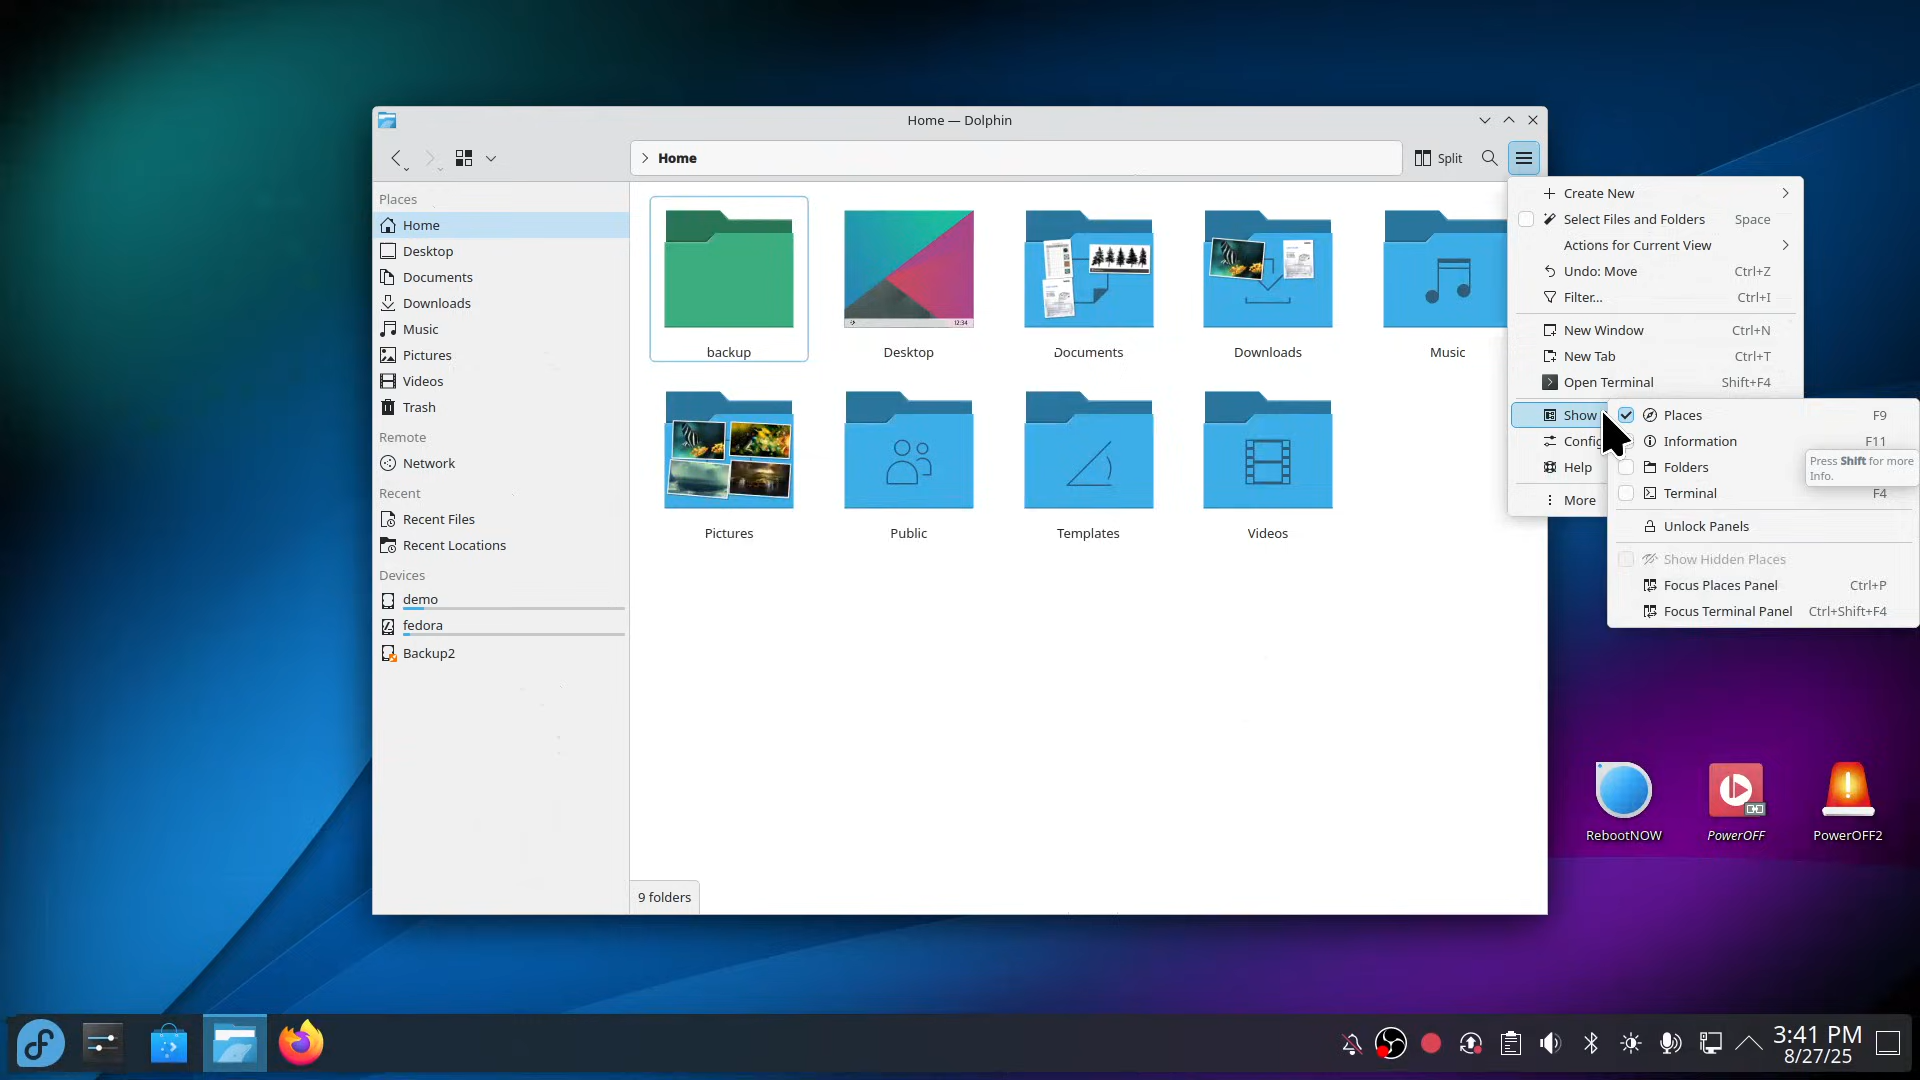 Home — Dolphin
Home
Split
Places
Home
Desktop
Documents
Downloads
Music
Pictures
Videos
Trash
Remote
Network
Recent
Recent Files
Recent Locations
Devices
demo
fedora
Backup2
backup
Desktop
12:34
Documents
Downloads
Music
Pictures
Public
Templates
Videos
9 folders
Create New
Select Files and Folders Space
Actions for Current View
Undo: Move Ctrl+Z
Filter... Ctrl+I
New Window Ctrl+N
New Tab Ctrl+T
Open Terminal Shift+F4
Show
Config
Help
More
Places F9
Information F11
Folders
Terminal F4
Unlock Panels
Show Hidden Places
Focus Places Panel Ctrl+P
Focus Terminal Panel Ctrl+Shift+F4
Press Shift for more
Info.
RebootNOW
PowerOFF
PowerOFF2
3:41 PM
8/27/25